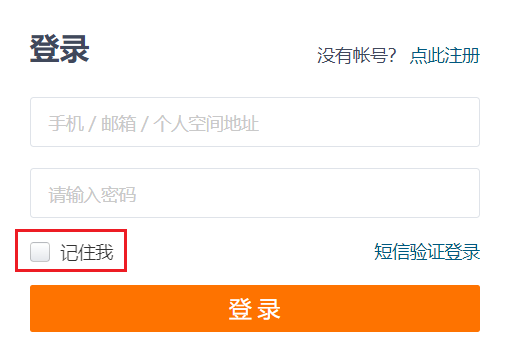 登录
没有帐号？ 点此注册
手机 / 邮箱 / 个人空间地址
请输入密码
记住我
短信验证登录
登录